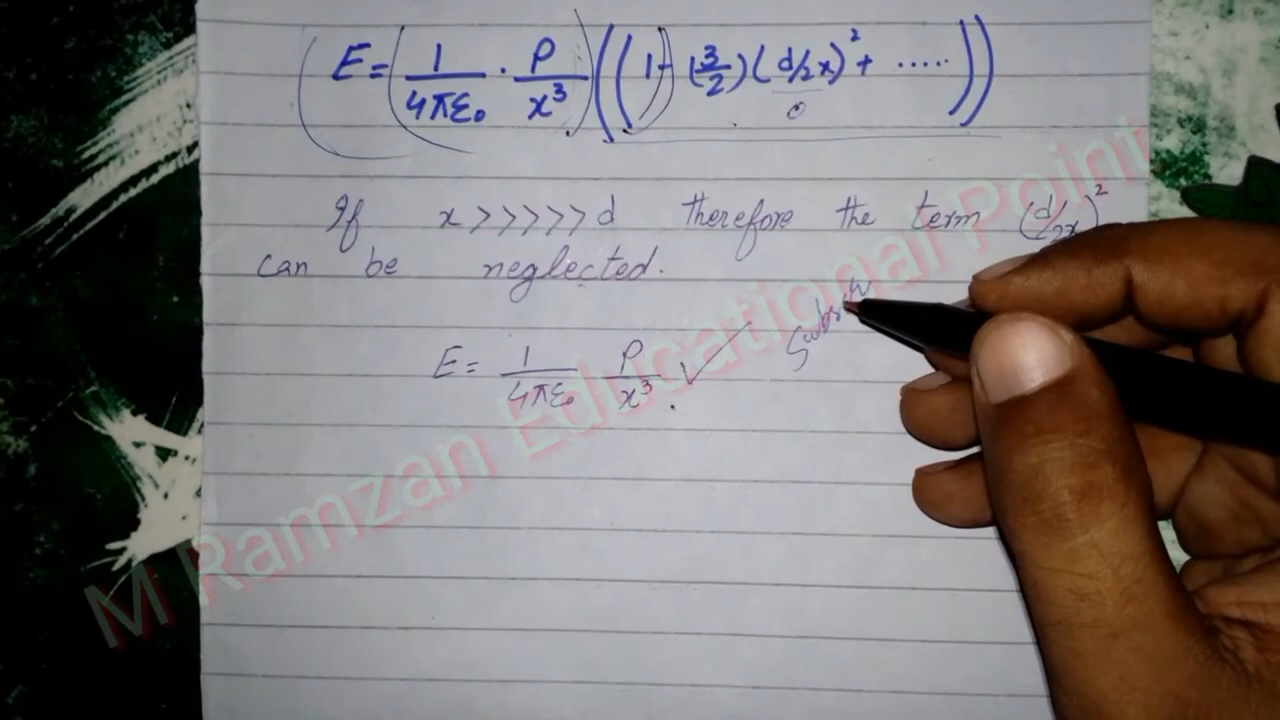 E = (1/4πε₀ · P/x³) ((1 - (3/2)(d/2x)² + .....))
0
If x >>>>> d therefore the term (d/2x)²
can be neglected.
E = 1/4πε₀ P/x³ ✓
M Ramzan Educational Point